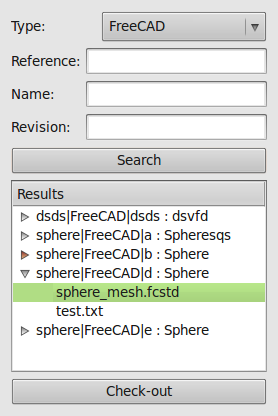 Type: FreeCAD
Reference:
Name:
Revision:
Search
Results
dsds|FreeCAD|dsds : dsvfd
sphere|FreeCAD|a : Spheresqs
sphere|FreeCAD|b : Sphere
sphere|FreeCAD|d : Sphere
sphere_mesh.fcstd
test.txt
sphere|FreeCAD|e : Sphere
Check-out